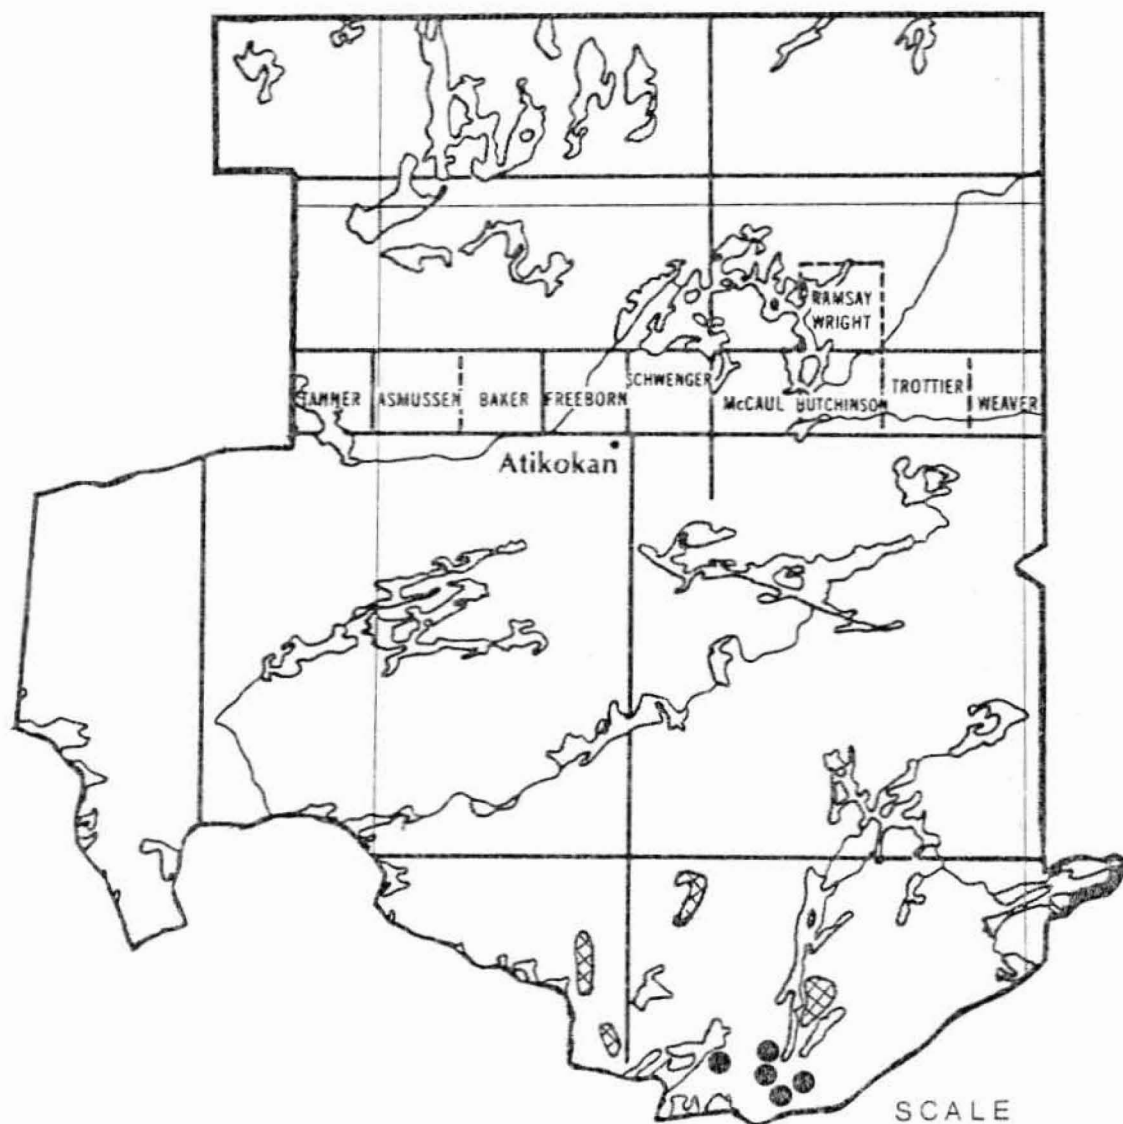 RAMSAY
WRIGHT
TANNER ASMUSSEN BAKER FREEBORN SCHWENGER McCAUL HUTCHINSON TROTTIER WEAVER
Atikokan
SCALE